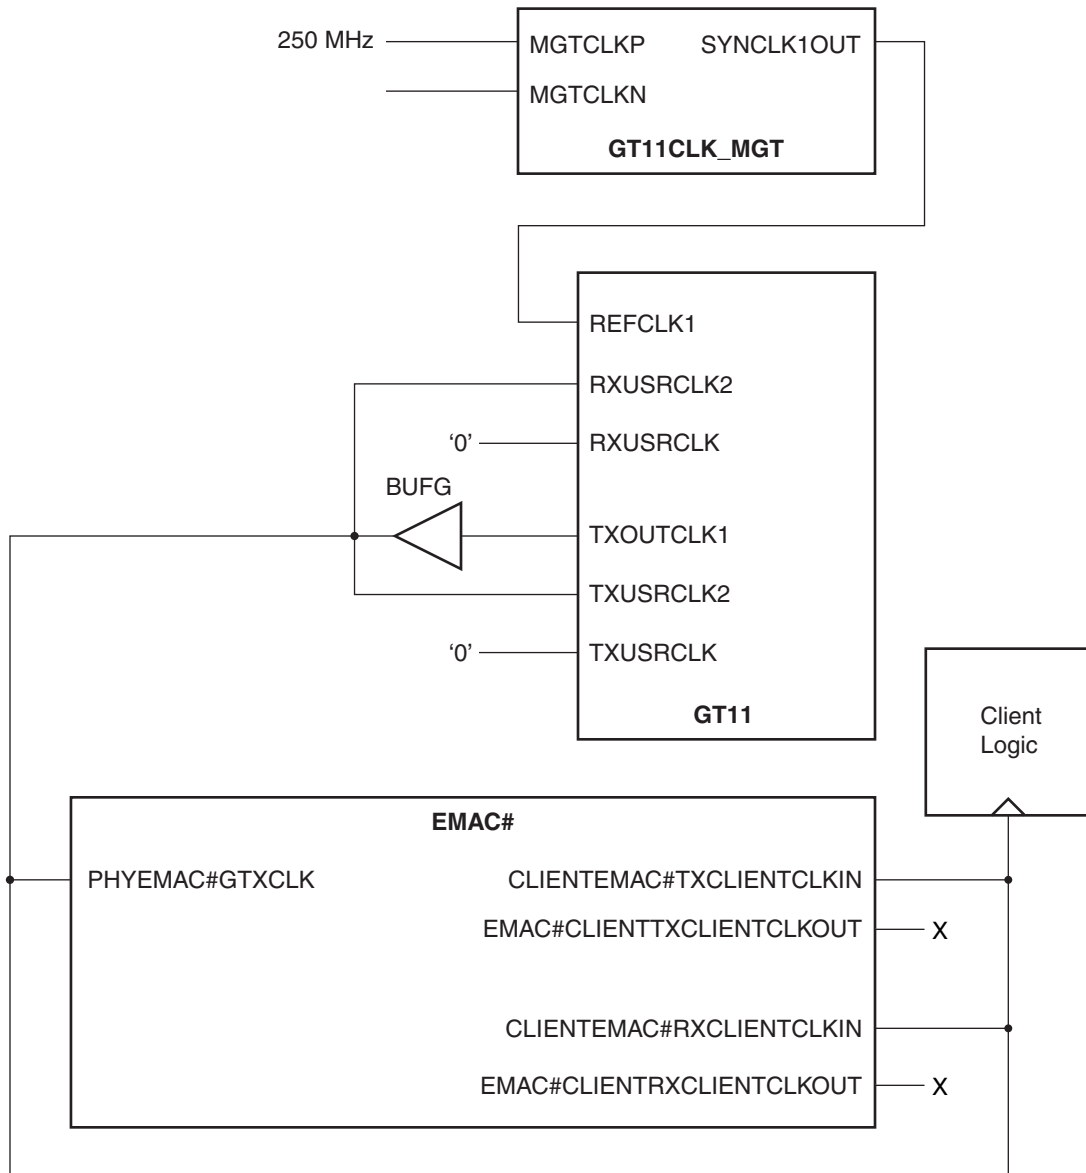 250 MHz
MGTCLKP SYNCLK1OUT
MGTCLKN
GT11CLK_MGT
REFCLK1
RXUSRCLK2
‘0’ RXUSRCLK
BUFG
TXOUTCLK1
TXUSRCLK2
‘0’ TXUSRCLK
GT11
Client
Logic
EMAC#
PHYEMAC#GTXCLK CLIENTEMAC#TXCLIENTCLKIN
EMAC#CLIENTTXCLIENTCLKOUT X
CLIENTEMAC#RXCLIENTCLKIN
EMAC#CLIENTRXCLIENTCLKOUT X